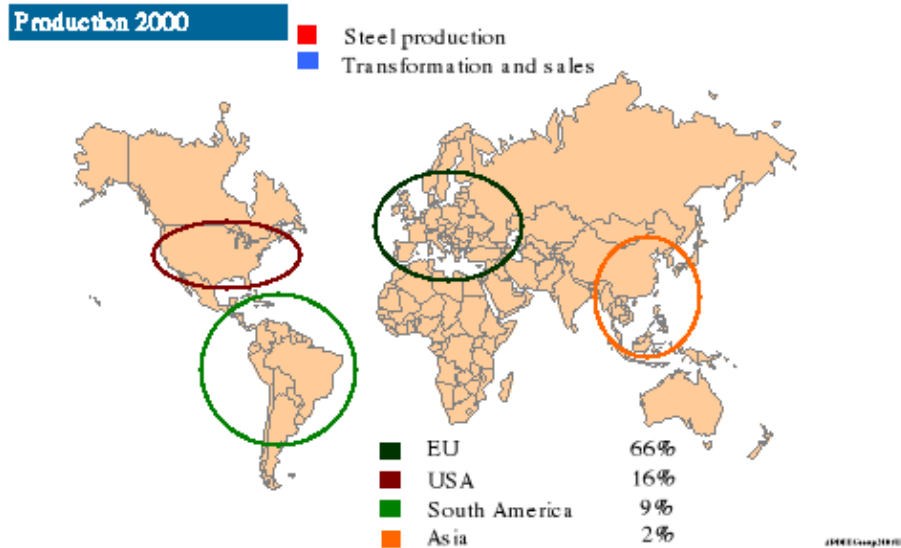 Production 2000
Steel production
Transformation and sales
EU 66%
USA 16%
South America 9%
Asia 2%